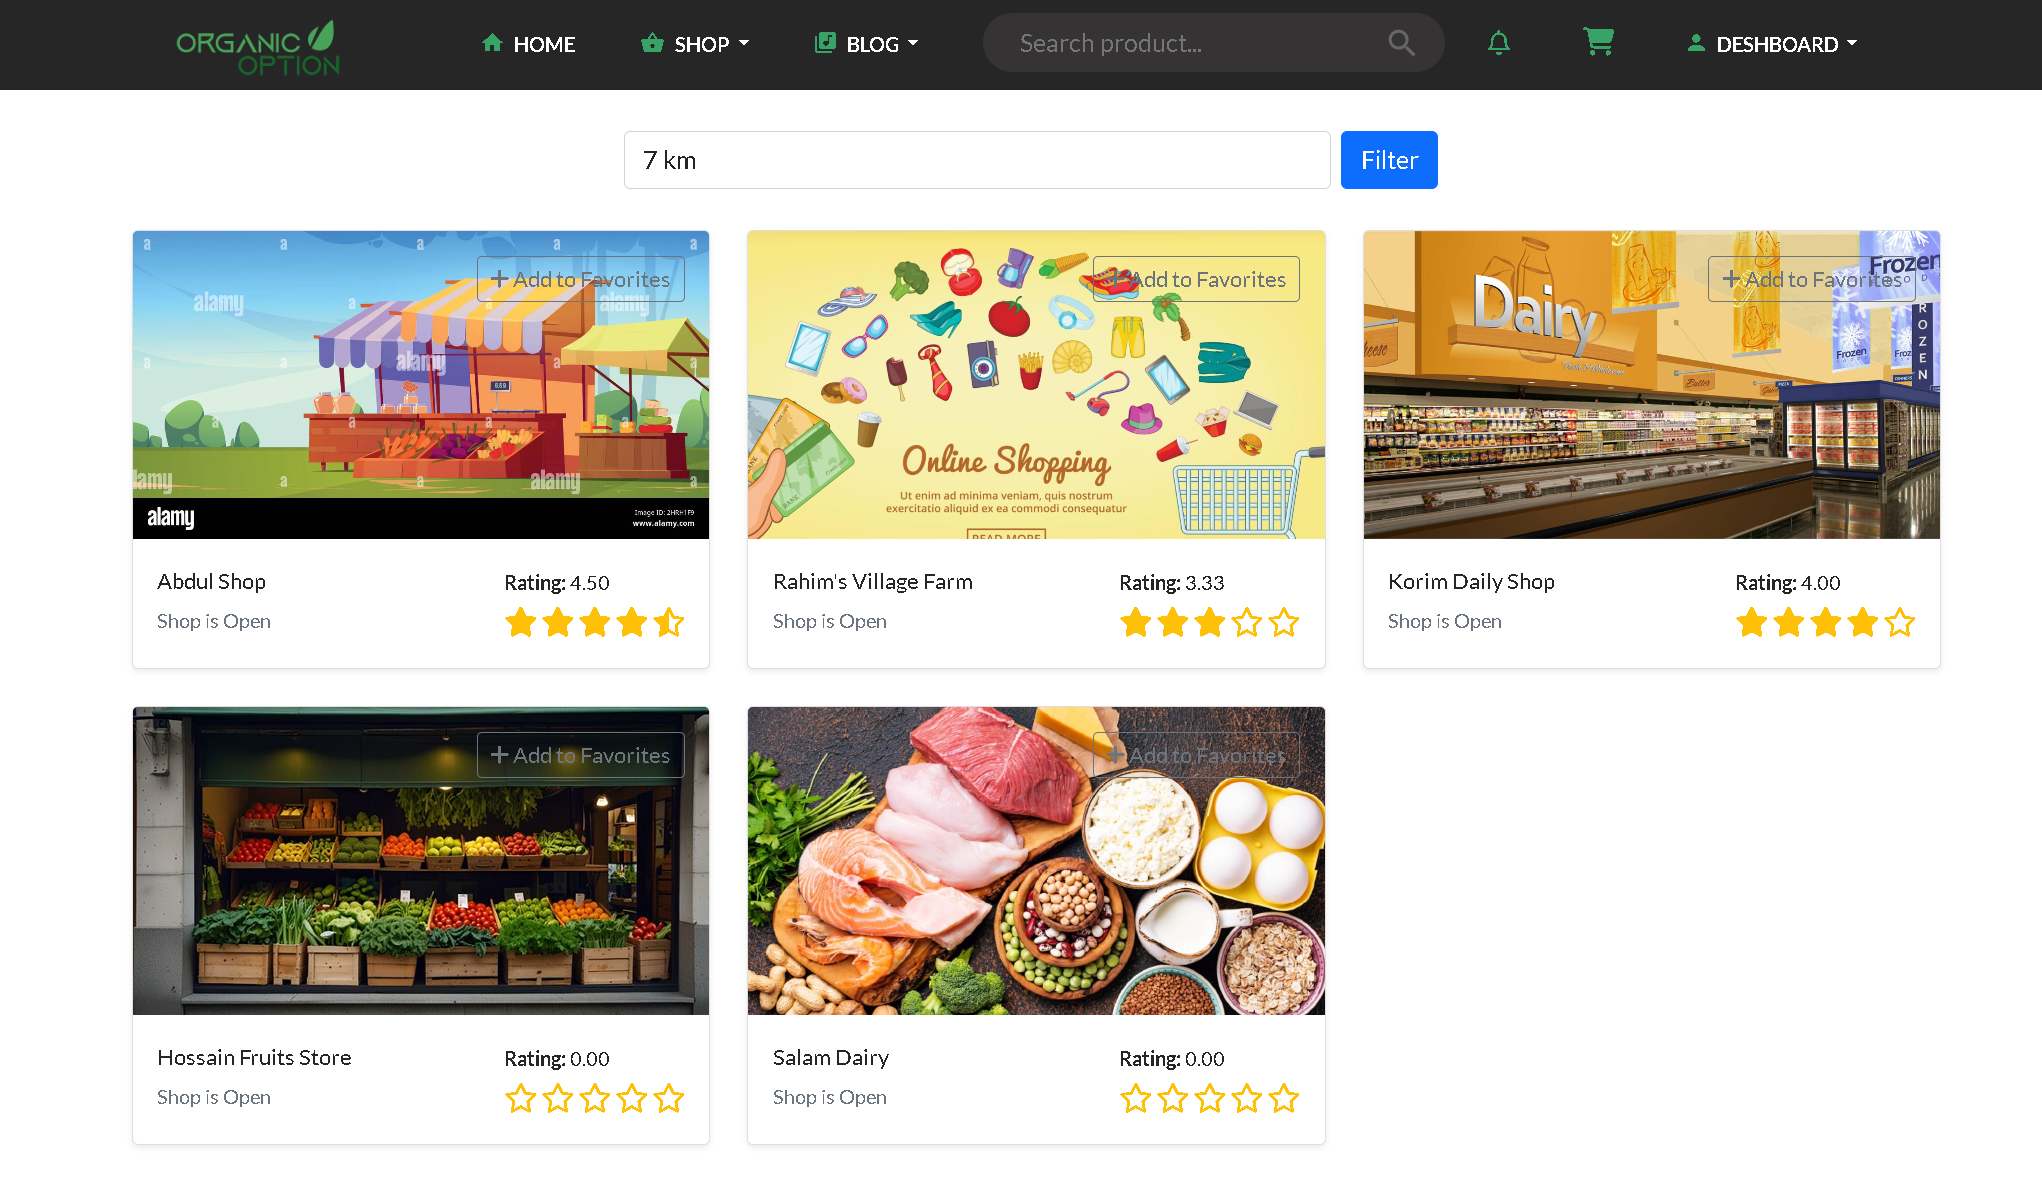 ORGANIC
OPTION
HOME
SHOP
BLOG
Search product...
DESHBOARD
7 km
Filter
a a a a a
Add to Favorites
alamy
alamy
a
a
alamy
a
a
a
a
a
alamy
a
alamy
a
alamy
Image ID: 2HRH1F9
www.alamy.com
Abdul Shop
Rating: 4.50
Shop is Open
Add to Favorites
Online Shopping
Ut enim ad minima veniam, quis nostrum
exercitatio aliquid ex ea commodi consequatur
READ MORE
Rahim's Village Farm
Rating: 3.33
Shop is Open
Add to Favorites
Frozen
Dairy
FROZEN
Frozen
Cheese
Butter
Korim Daily Shop
Rating: 4.00
Shop is Open
Add to Favorites
Hossain Fruits Store
Rating: 0.00
Shop is Open
Add to Favorites
Salam Dairy
Rating: 0.00
Shop is Open